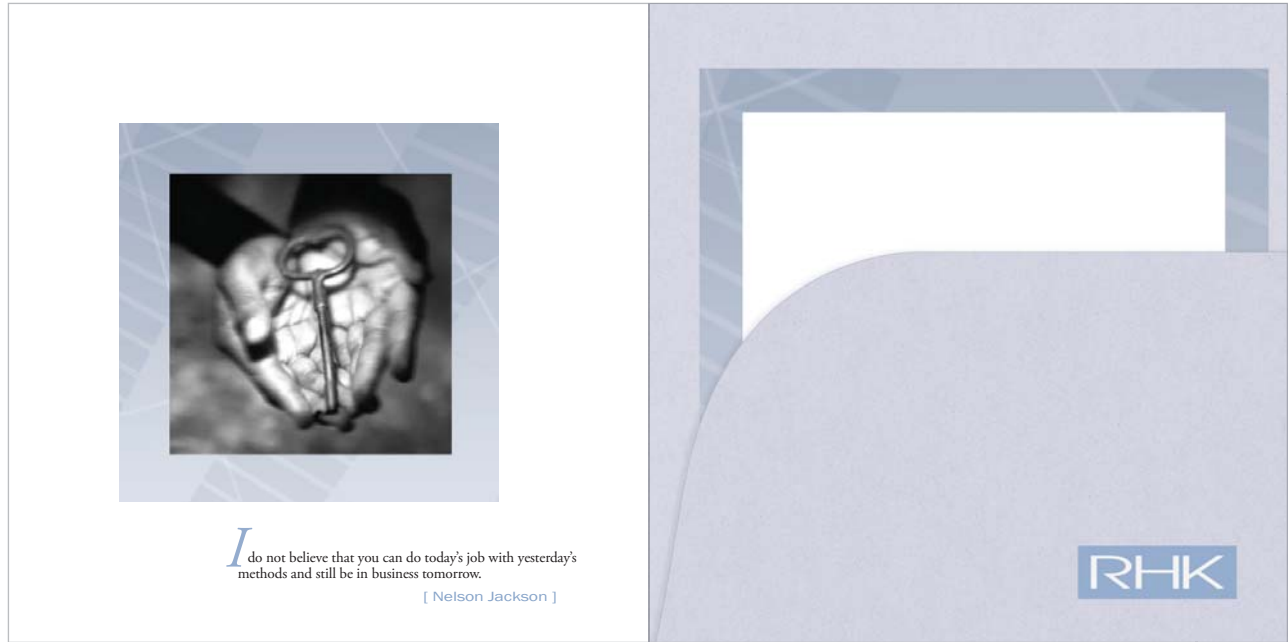 I do not believe that you can do today's job with yesterday's
methods and still be in business tomorrow.
[ Nelson Jackson ]
RHK